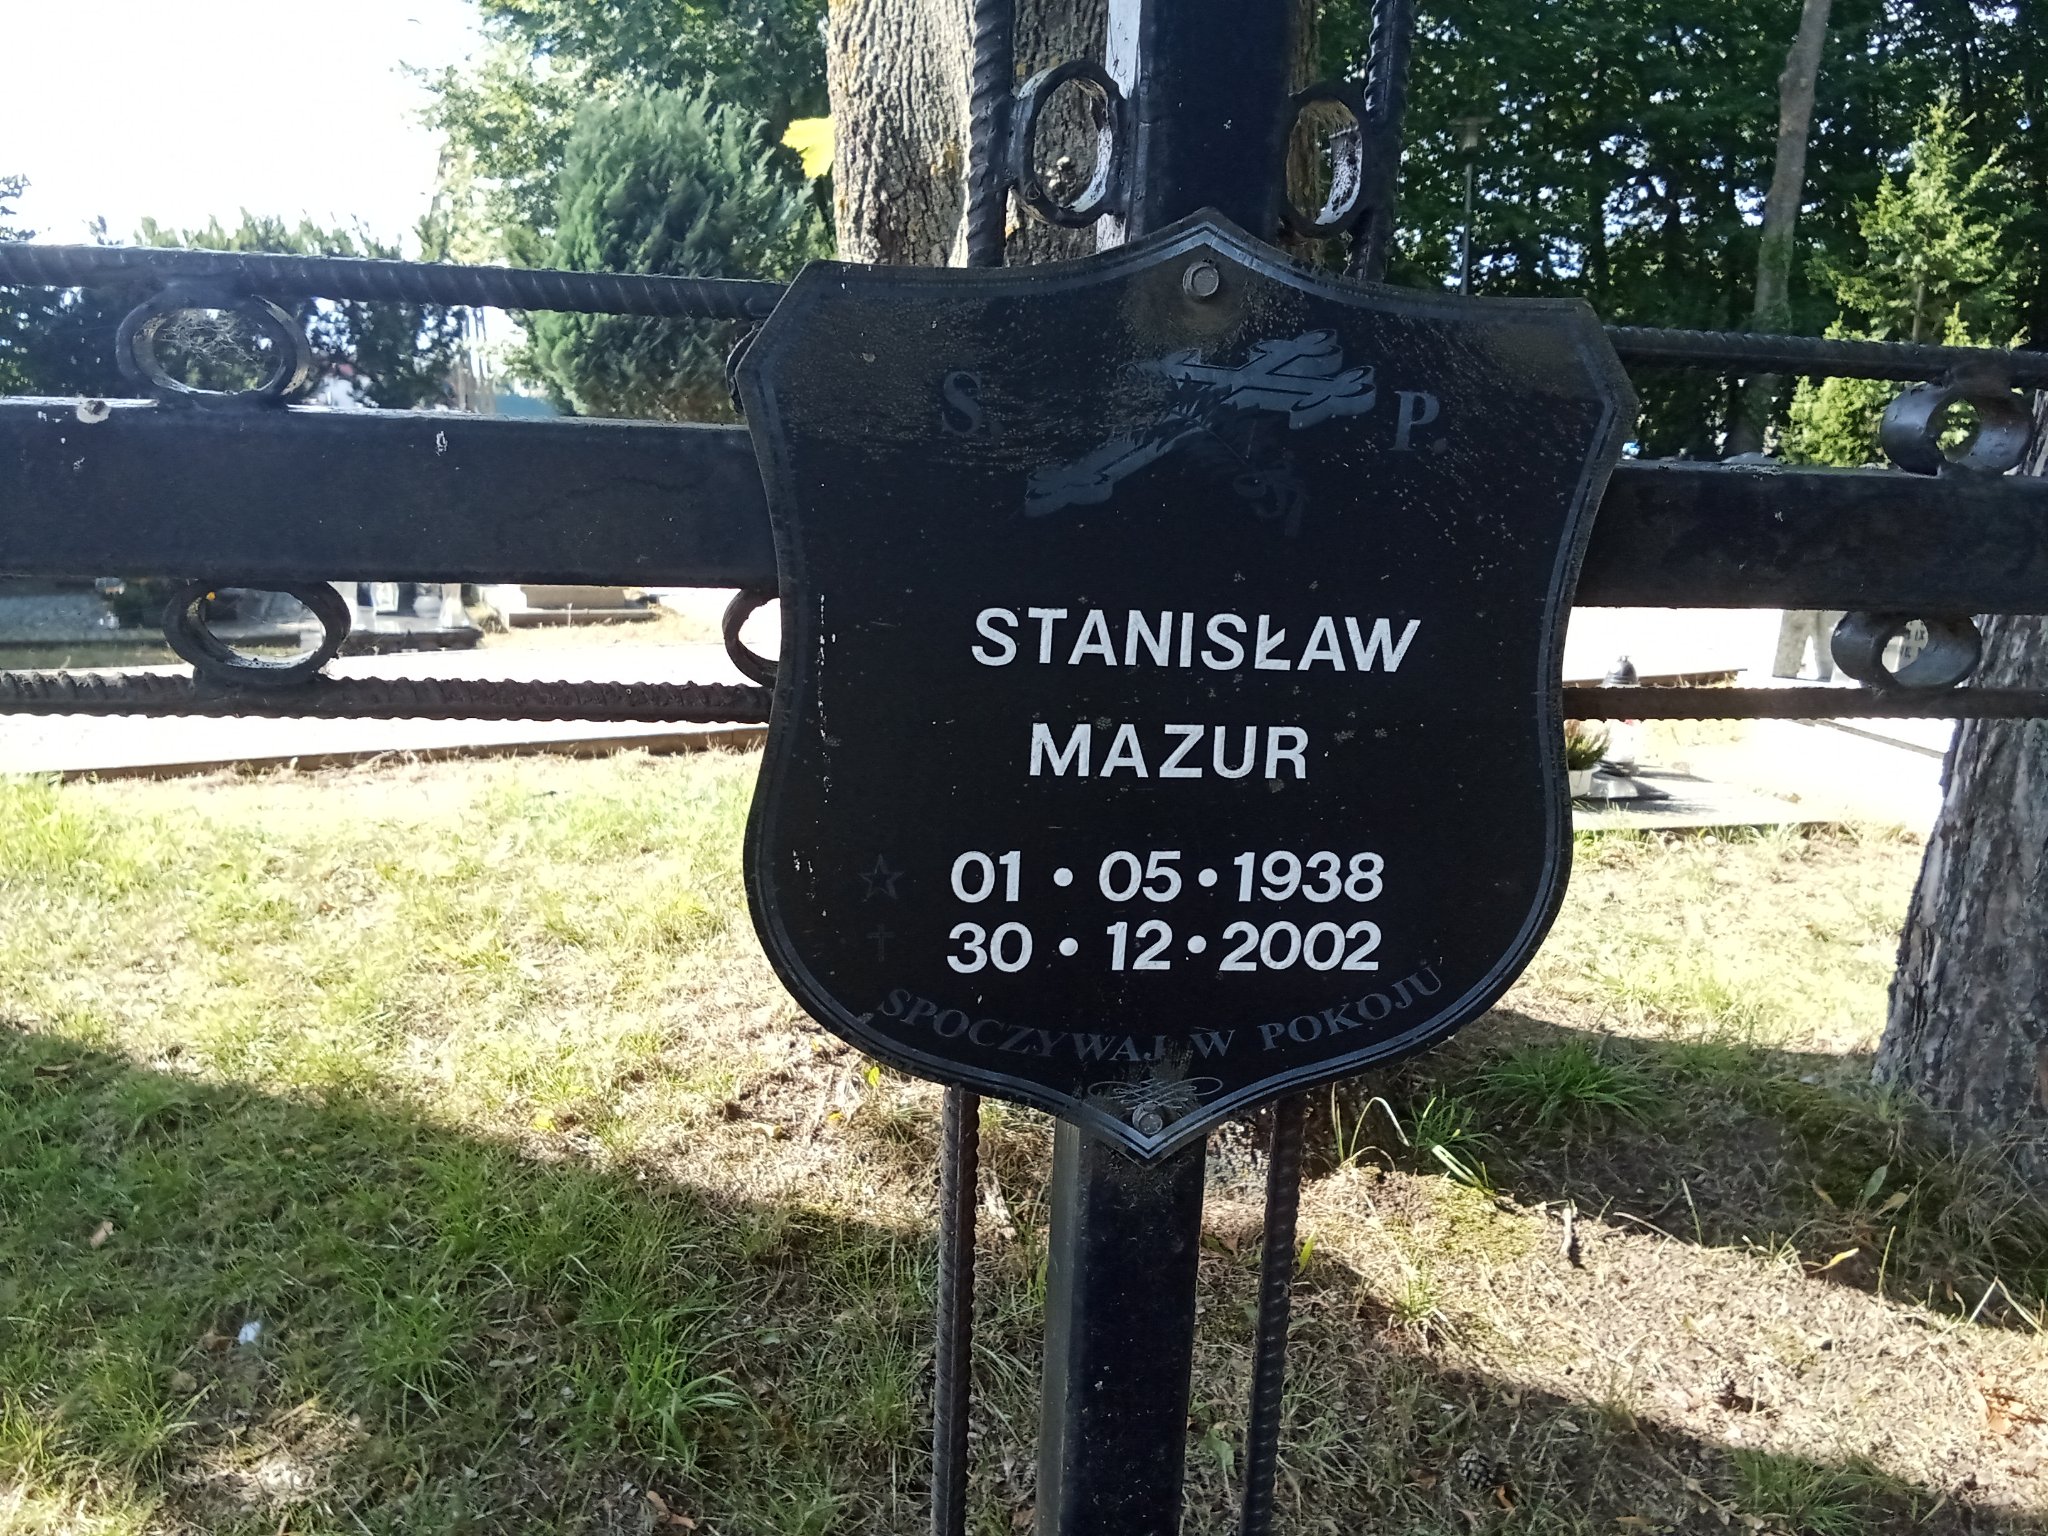 S. P.
STANISŁAW
MAZUR
01 • 05 • 1938
30 • 12 • 2002
SPOCZYWAJ W POKOJU